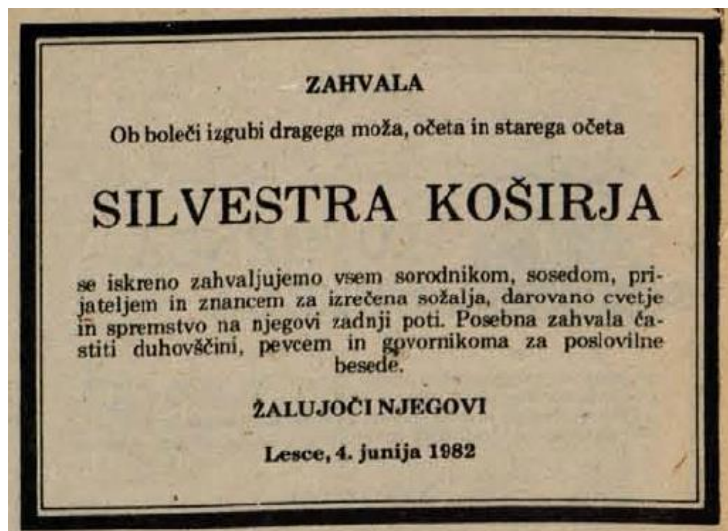 ZAHVALA
Ob boleči izgubi dragega moža, očeta in starega očeta
SILVESTRA KOŠIRJA
se iskreno zahvaljujemo vsem sorodnikom, sosedom, pri-
jateljem in znancem za izrečena sožalja, darovano cvetje
in spremstvo na njegovi zadnji poti. Posebna zahvala ča-
stiti duhovščini, pevcem in govornikoma za poslovilne
besede.
ŽALUJOČI NJEGOVI
Lesce, 4. junija 1982